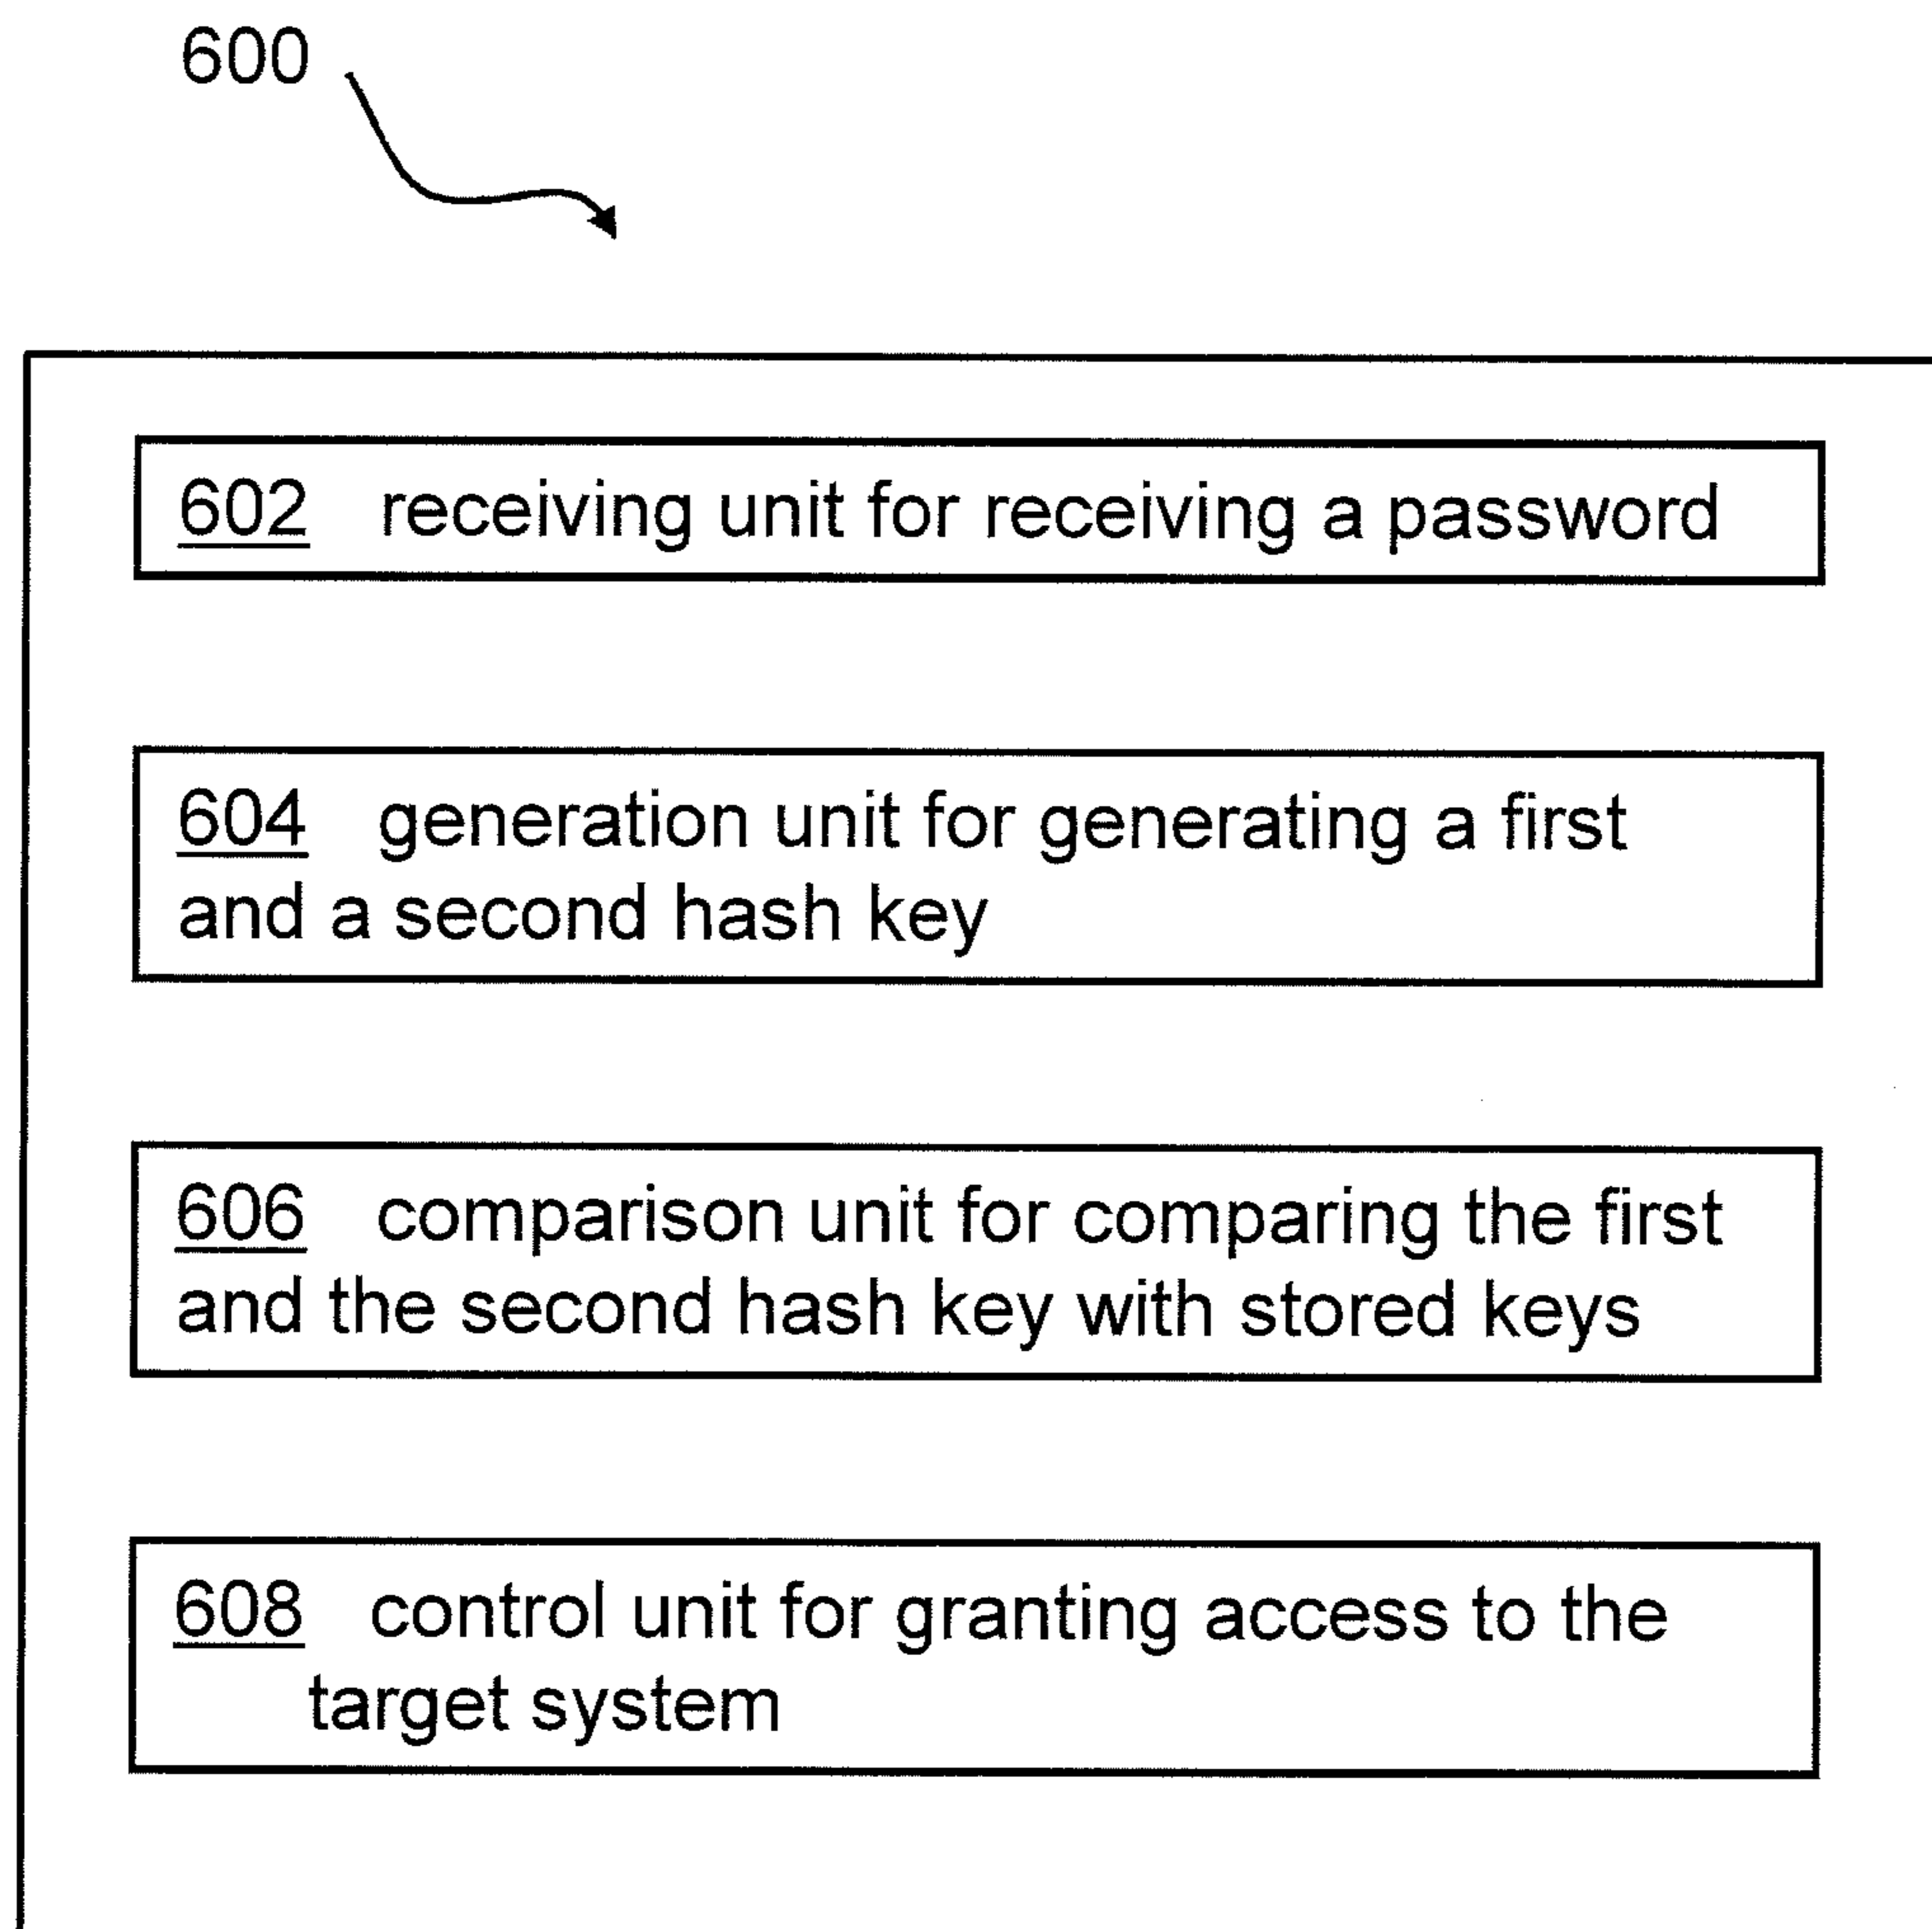 600
602 receiving unit for receiving a password
604 generation unit for generating a first
and a second hash key
606 comparison unit for comparing the first
and the second hash key with stored keys
608 control unit for granting access to the
target system